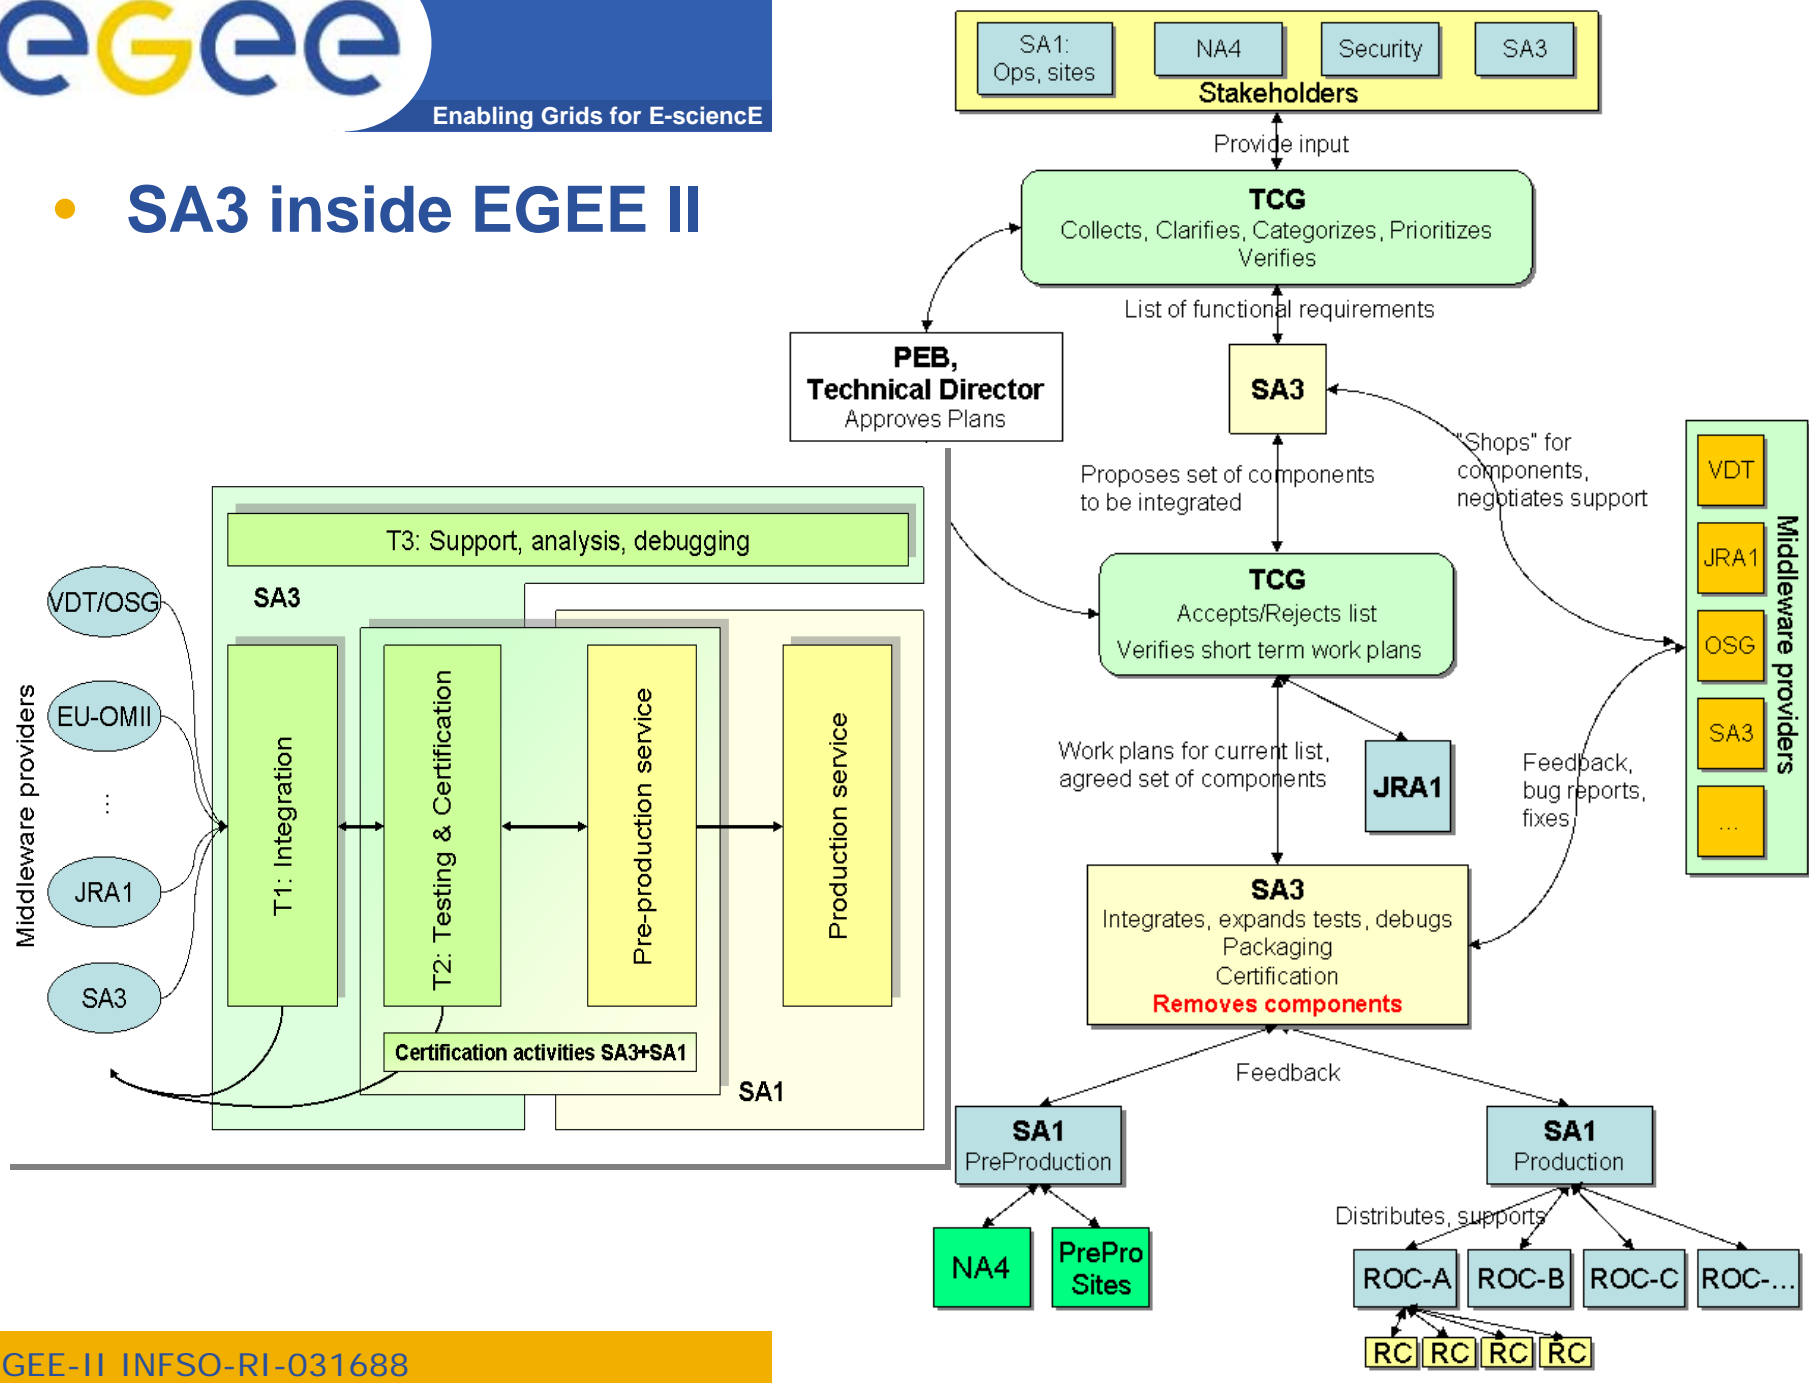 eGee
Enabling Grids for E-sciencE
• SA3 inside EGEE II
SA1:
Ops, sites
NA4
Security
SA3
Stakeholders
Provide input
TCG
Collects, Clarifies, Categorizes, Prioritizes
Verifies
List of functional requirements
PEB,
Technical Director
Approves Plans
SA3
"Shops" for
components,
negotiates support
Proposes set of components
to be integrated
TCG
Accepts/Rejects list
Verifies short term work plans
Work plans for current list,
agreed set of components
JRA1
Feedback,
bug reports,
fixes
VDT
JRA1
OSG
SA3
...
Middleware providers
SA3
Integrates, expands tests, debugs
Packaging
Certification
Removes components
Feedback
SA1
PreProduction
SA1
Production
NA4
PrePro
Sites
Distributes, supports
ROC-A
ROC-B
ROC-C
ROC-...
RC
RC
RC
RC
T3: Support, analysis, debugging
SA3
Middleware providers
VDT/OSG
EU-OMII
...
JRA1
SA3
T1: Integration
T2: Testing & Certification
Pre-production service
Production service
Certification activities SA3+SA1
SA1
GEE-II INFSO-RI-031688